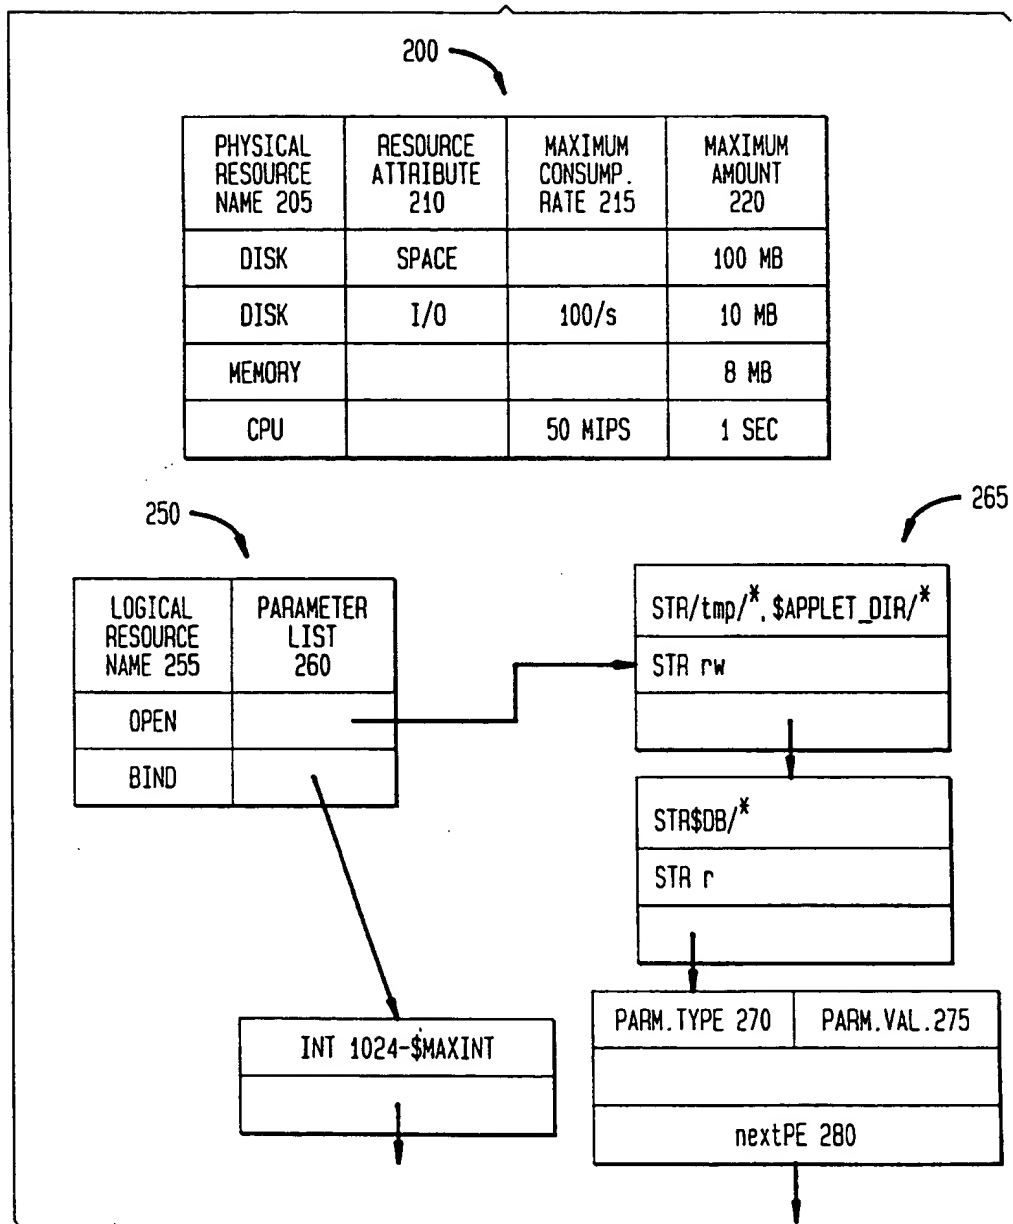 200
PHYSICAL RESOURCE NAME 205 RESOURCE ATTRIBUTE 210 MAXIMUM CONSUMP. RATE 215 MAXIMUM AMOUNT 220
DISK SPACE 100 MB
DISK I/O 100/s 10 MB
MEMORY 8 MB
CPU 50 MIPS 1 SEC
250
LOGICAL RESOURCE NAME 255 PARAMETER LIST 260
OPEN
BIND
265
STR/tmp/*, $APPLET_DIR/*
STR rw
STR$DB/*
STR r
PARM.TYPE 270 PARM.VAL.275
nextPE 280
INT 1024-$MAXINT